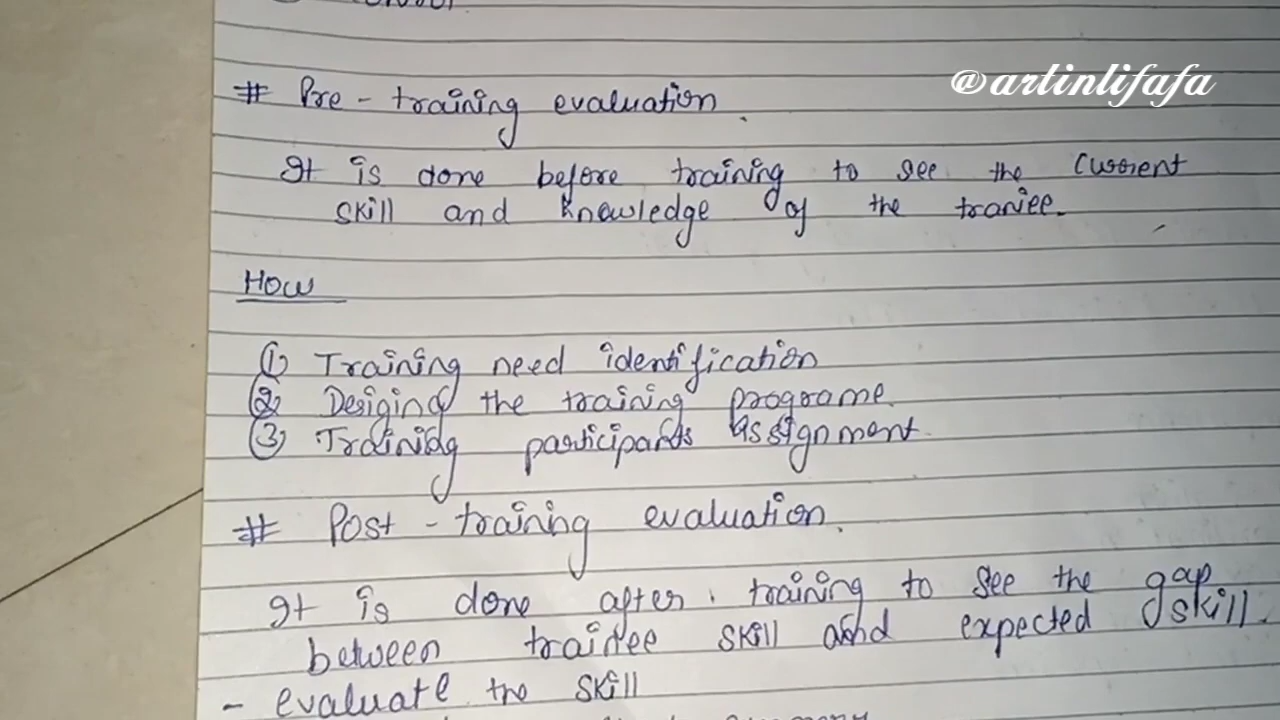 @artinlifafa
# Pre-training evaluation.
It is done before training to see the current
skill and knowledge of the traniee.
How
① Training need identification
② Desiging the training programe.
③ Training participants assignment.
# Post-training evaluation.
It is done after training to see the gap
between trainee skill and expected skill.
- evaluate the skill